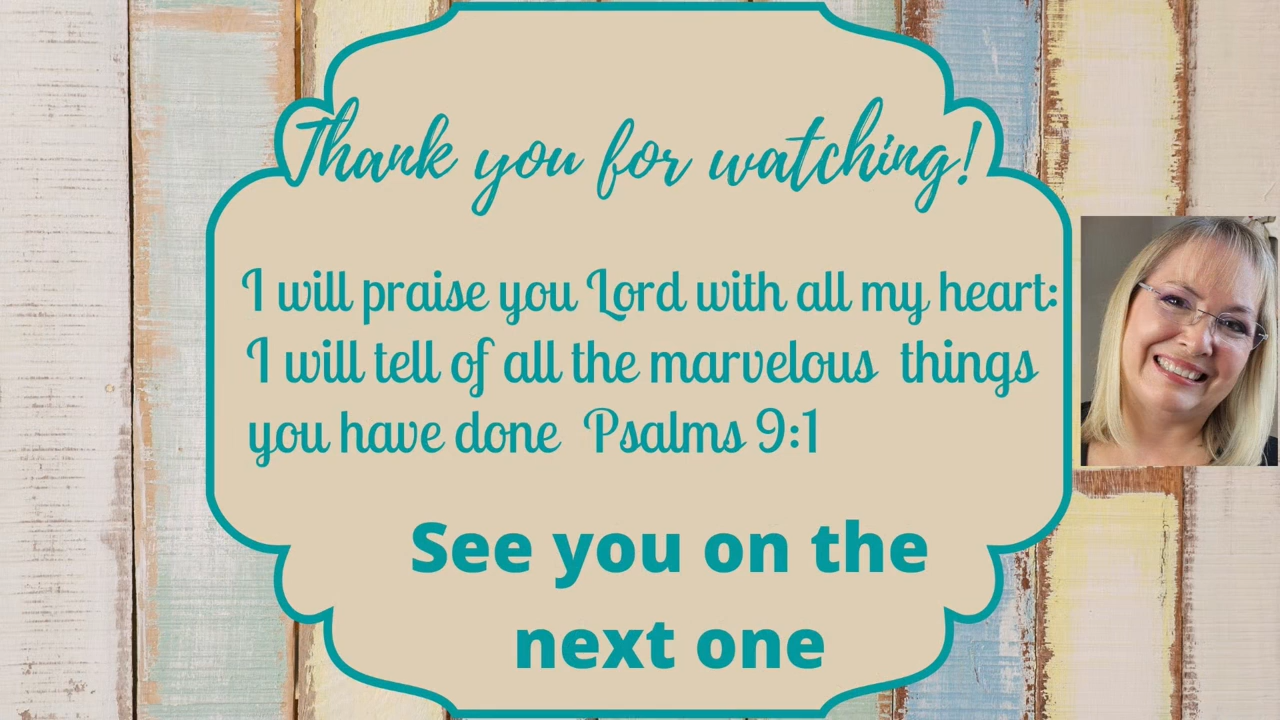 Thank you for watching!
I will praise you Lord with all my heart:
I will tell of all the marvelous things
you have done Psalms 9:1
See you on the
next one